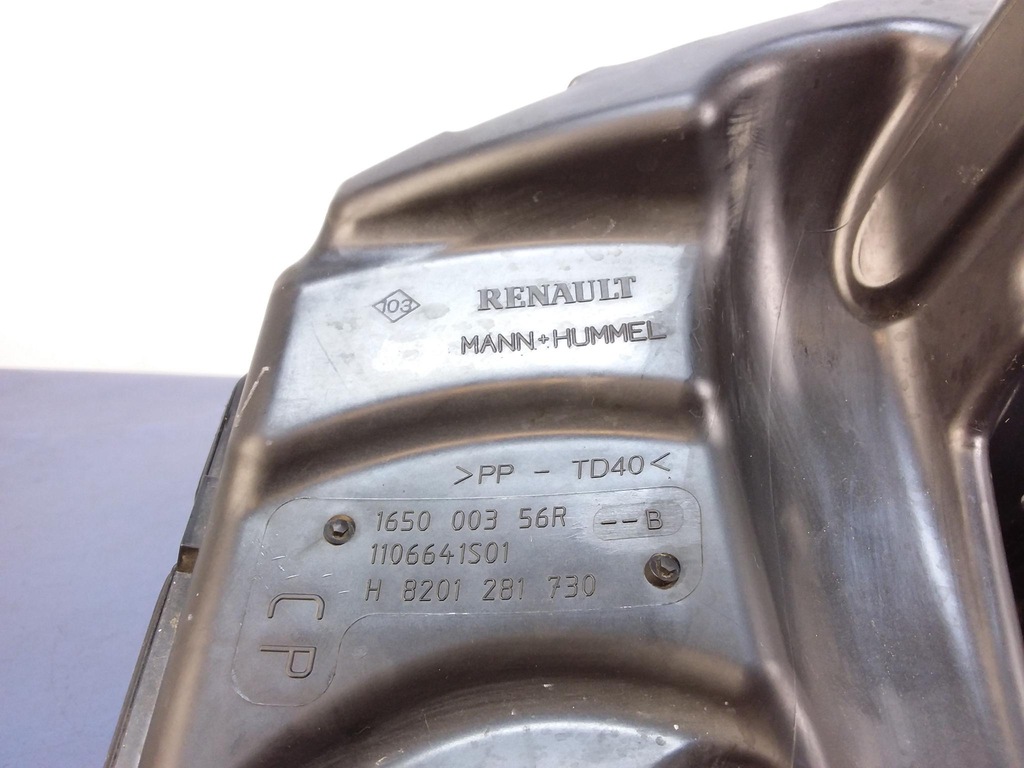 103
RENAULT
MANN+HUMMEL
>PP - TD40<
1650 003 56R --B
1106641S01
H 8201 281 730
CP